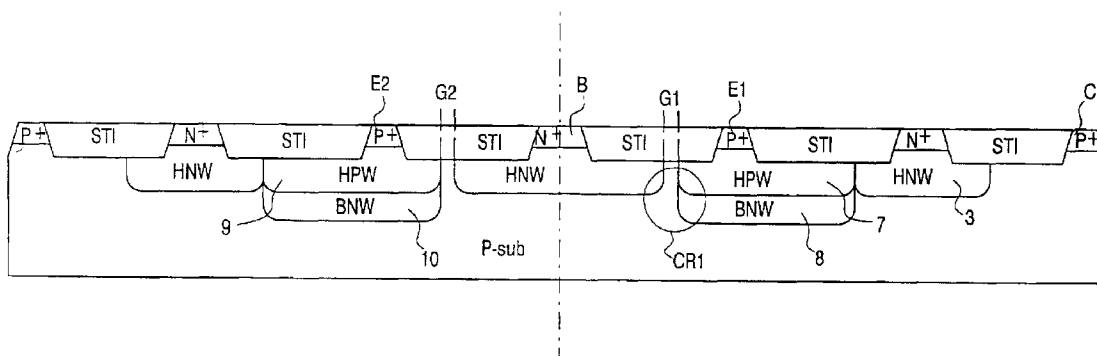 E2 G2 B G1 E1 C
P+ STI N+ STI P+ STI N+ STI P+ STI N+ STI P+
HNW HPW HNW HPW HNW
BNW BNW
9 10 P-sub CR1 8 7 3